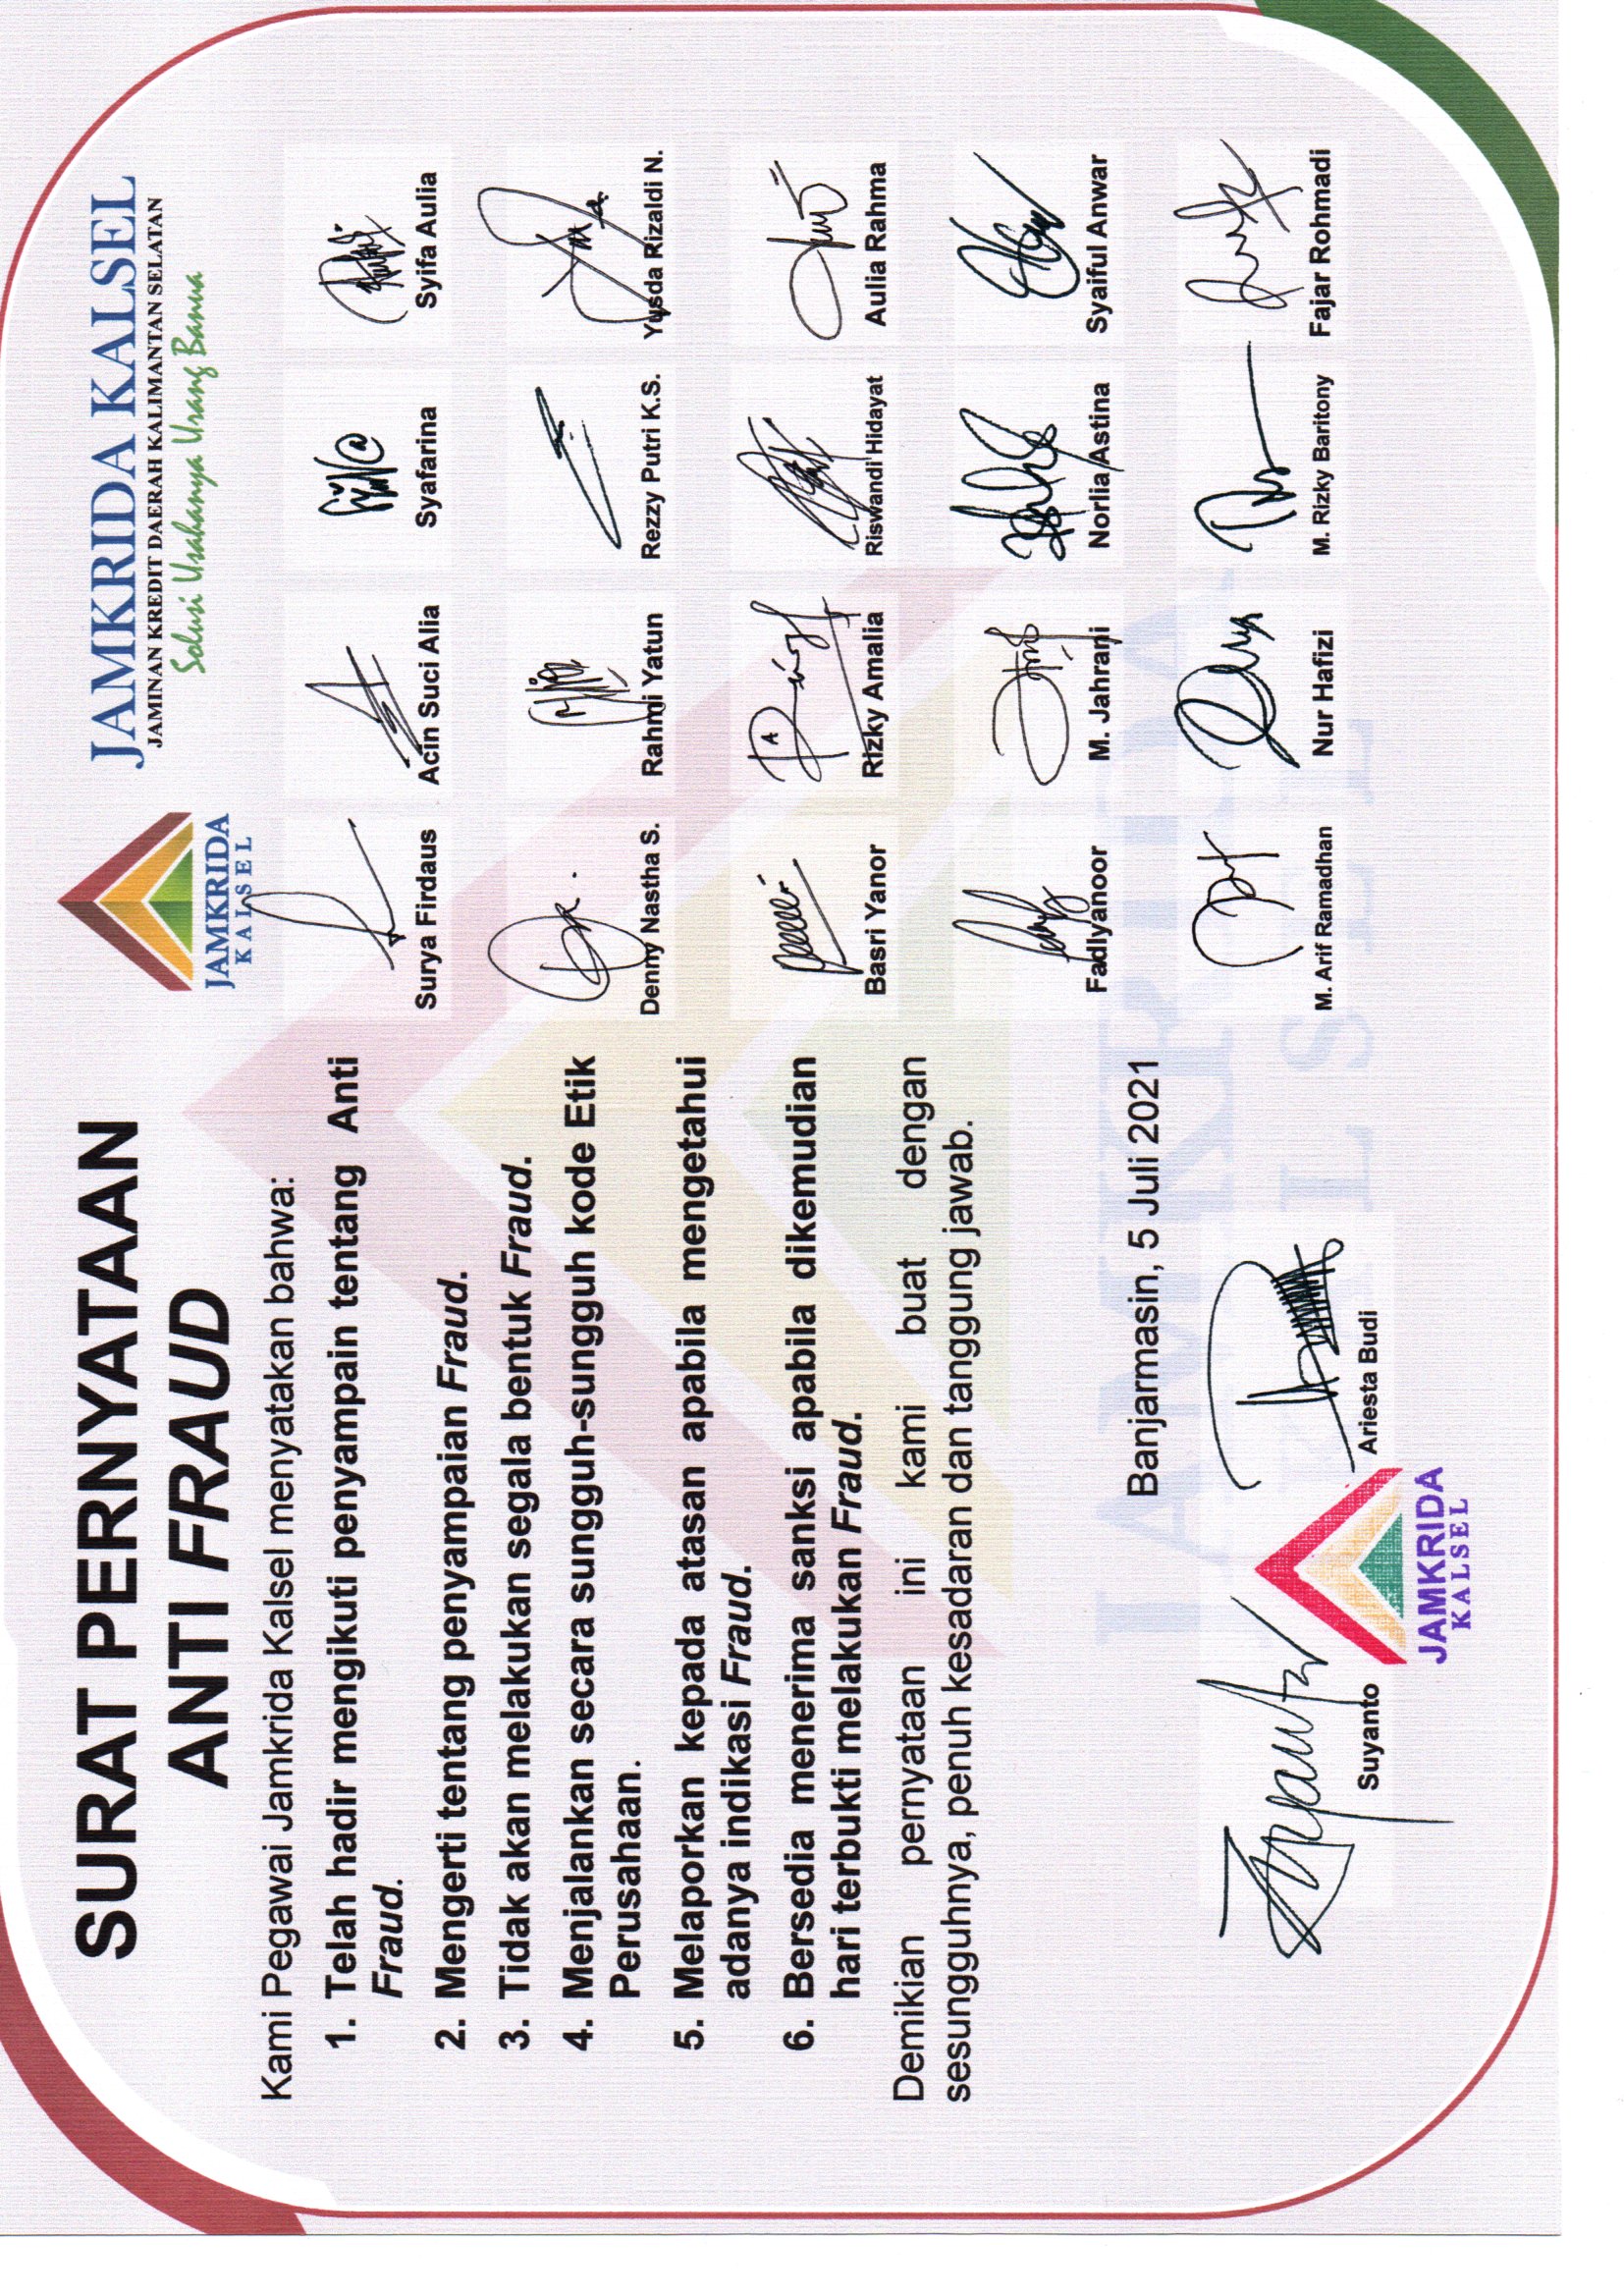 SURAT PERNYATAAN
ANTI FRAUD
Kami Pegawai Jamkrida Kalsel menyatakan bahwa:
1. Telah hadir mengikuti penyampain tentang Anti
Fraud.
2. Mengerti tentang penyampaian Fraud.
3. Tidak akan melakukan segala bentuk Fraud.
4. Menjalankan secara sungguh-sungguh kode Etik
Perusahaan.
5. Melaporkan kepada atasan apabila mengetahui
adanya indikasi Fraud.
6. Bersedia menerima sanksi apabila dikemudian
hari terbukti melakukan Fraud.
Demikian pernyataan ini kami buat dengan
sesungguhnya, penuh kesadaran dan tanggung jawab.
Banjarmasin, 5 Juli 2021
Suyanto Ariesta Budi
JAMKRIDA
KALSEL
JAMKRIDA
KALSEL
JAMKRIDA KALSEL
JAMINAN KREDIT DAERAH KALIMANTAN SELATAN
Solusi Usahanya Urang Banua
Surya Firdaus Acin Suci Alia Syafarina Syifa Aulia
Denny Nastha S. Rahmi Yatun Rezzy Putri K.S. Yusda Rizaldi N.
Basri Yanor Rizky Amalia Riswandi Hidayat Aulia Rahma
Fadlyanoor M. Jahrani Norlia Astina Syaiful Anwar
M. Arif Ramadhan Nur Hafizi M. Rizky Baritony Fajar Rohmadi
JAMKRIDA
KALSEL